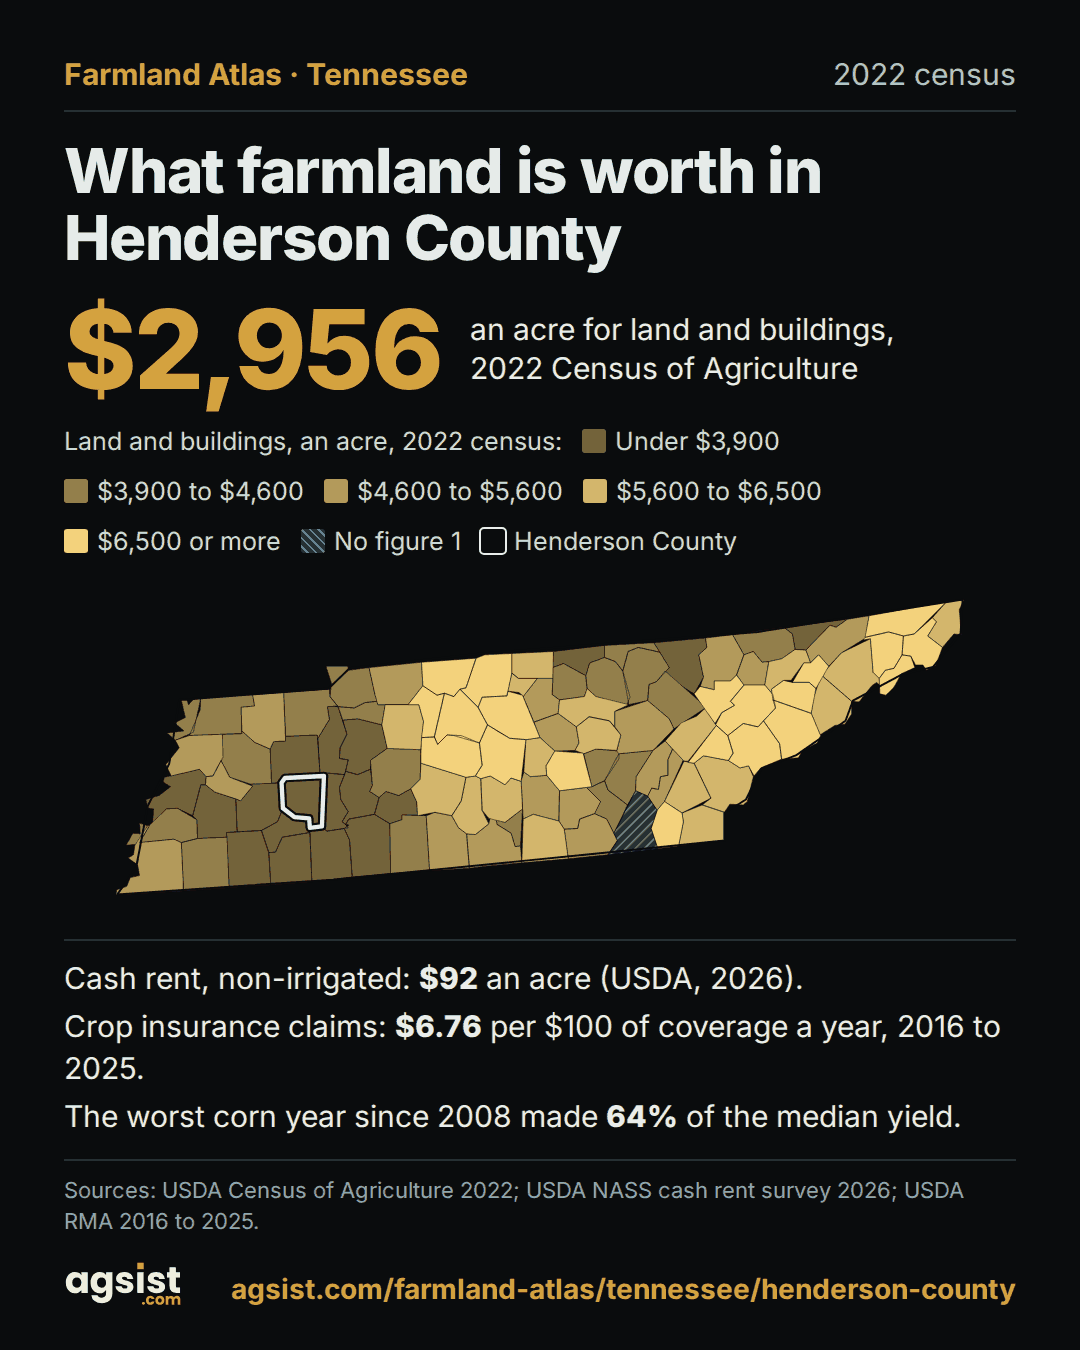 Farmland Atlas · Tennessee
2022 census
What farmland is worth in
Henderson County
$2,956
an acre for land and buildings,
2022 Census of Agriculture
Land and buildings, an acre, 2022 census:
Under $3,900
$3,900 to $4,600
$4,600 to $5,600
$5,600 to $6,500
$6,500 or more
No figure 1
Henderson County
Cash rent, non-irrigated: $92 an acre (USDA, 2026).
Crop insurance claims: $6.76 per $100 of coverage a year, 2016 to
2025.
The worst corn year since 2008 made 64% of the median yield.
Sources: USDA Census of Agriculture 2022; USDA NASS cash rent survey 2026; USDA
RMA 2016 to 2025.
agsist
.com
agsist.com/farmland-atlas/tennessee/henderson-county